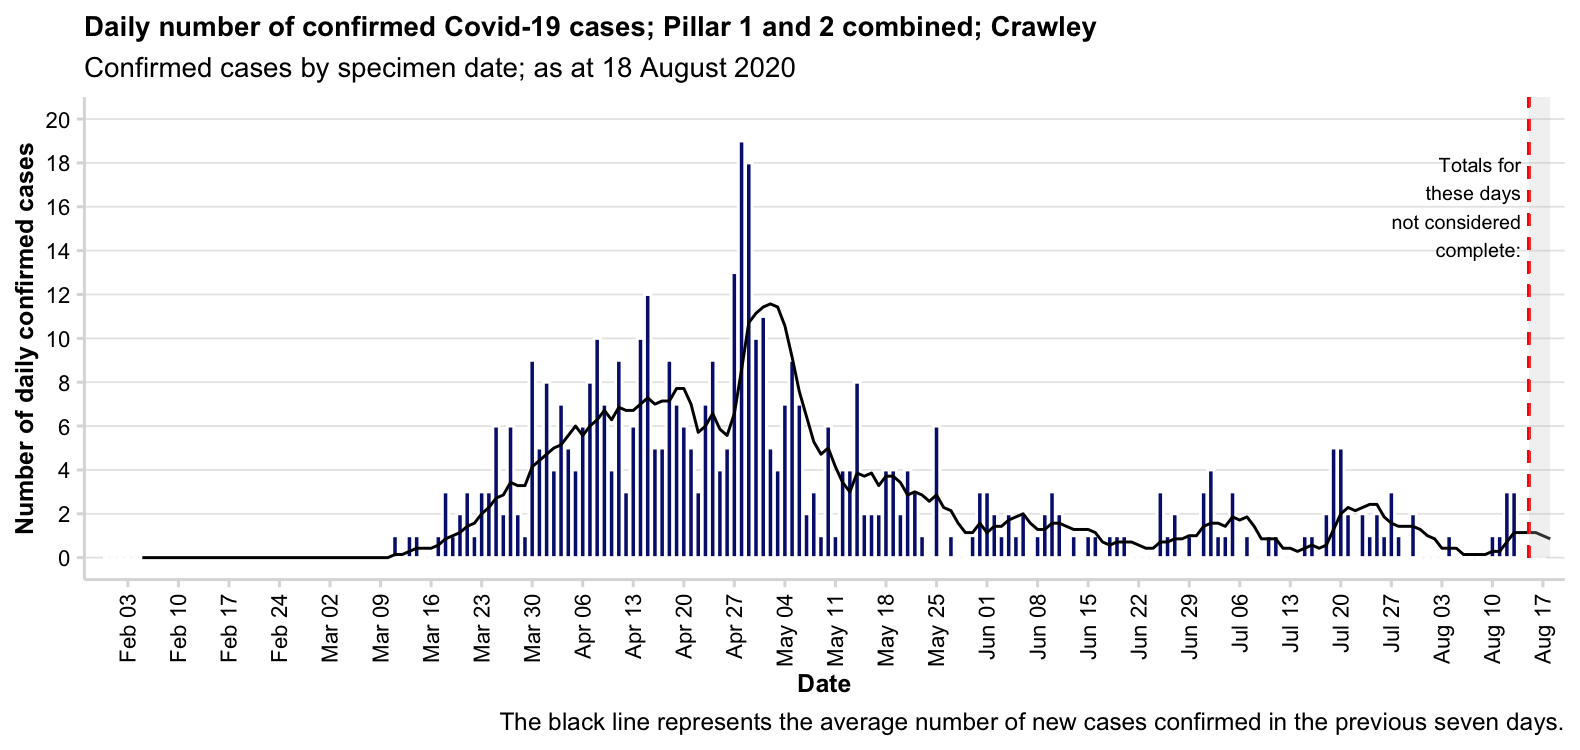 Daily number of confirmed Covid-19 cases; Pillar 1 and 2 combined; Crawley
Confirmed cases by specimen date; as at 18 August 2020
Number of daily confirmed cases
20
18
16
14
12
10
8
6
4
2
0
Totals for
these days
not considered
complete:
Feb 03
Feb 10
Feb 17
Feb 24
Mar 02
Mar 09
Mar 16
Mar 23
Mar 30
Apr 06
Apr 13
Apr 20
Apr 27
May 04
May 11
May 18
May 25
Jun 01
Jun 08
Jun 15
Jun 22
Jun 29
Jul 06
Jul 13
Jul 20
Jul 27
Aug 03
Aug 10
Aug 17
Date
The black line represents the average number of new cases confirmed in the previous seven days.